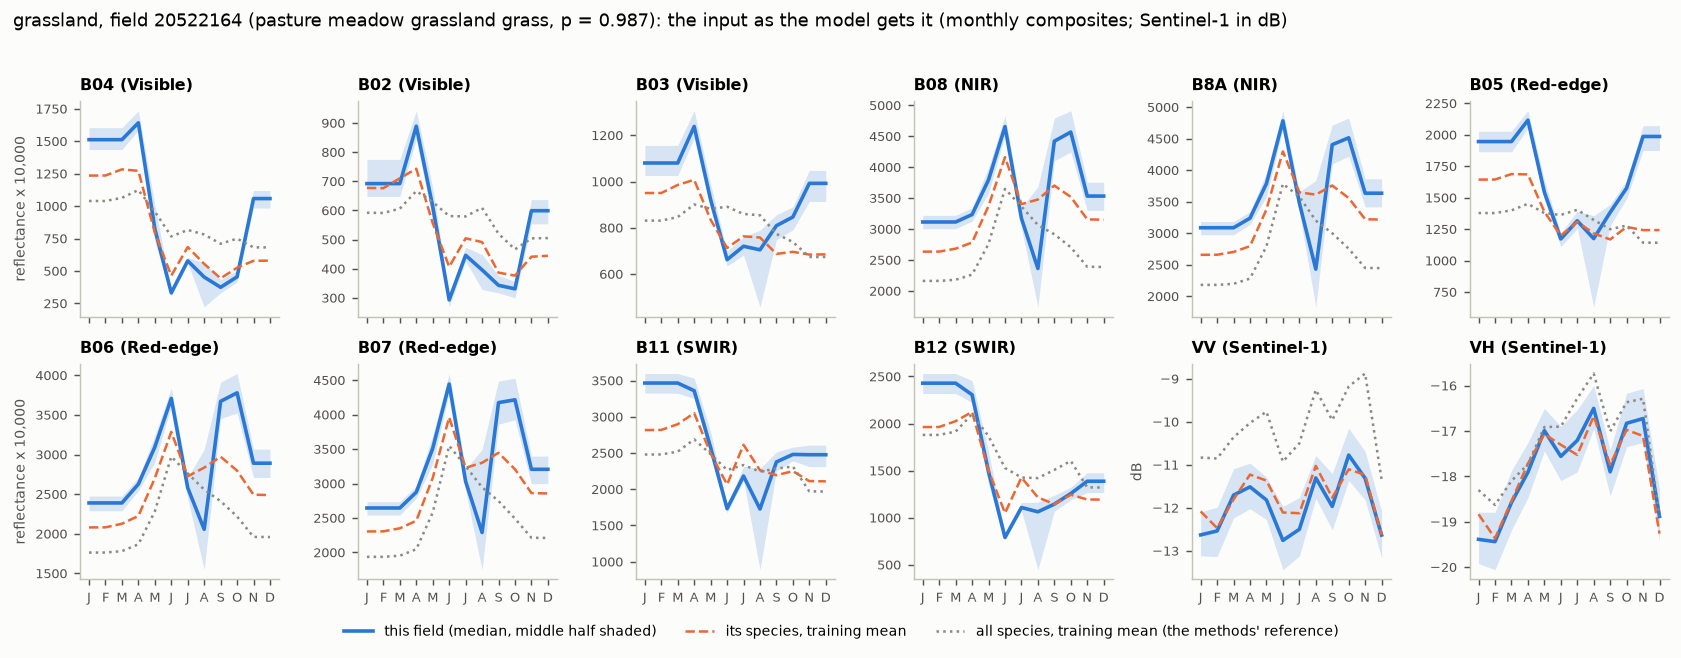 grassland, field 20522164 (pasture meadow grassland grass, p = 0.987): the input as the model gets it (monthly composites; Sentinel-1 in dB)
B04 (Visible)
B02 (Visible)
B03 (Visible)
B08 (NIR)
B8A (NIR)
B05 (Red-edge)
reflectance x 10,000
1750
1500
1250
1000
750
500
250
900
800
700
600
500
400
300
1200
1000
800
600
5000
4500
4000
3500
3000
2500
2000
5000
4500
4000
3500
3000
2500
2000
2250
2000
1750
1500
1250
1000
750
B06 (Red-edge)
B07 (Red-edge)
B11 (SWIR)
B12 (SWIR)
VV (Sentinel-1)
VH (Sentinel-1)
reflectance x 10,000
4000
3500
3000
2500
2000
1500
4500
4000
3500
3000
2500
2000
3500
3000
2500
2000
1500
1000
2500
2000
1500
1000
500
dB
−9
−10
−11
−12
−13
−16
−17
−18
−19
−20
J F M A M J J A S O N D
J F M A M J J A S O N D
J F M A M J J A S O N D
J F M A M J J A S O N D
J F M A M J J A S O N D
J F M A M J J A S O N D
this field (median, middle half shaded)
its species, training mean
all species, training mean (the methods' reference)